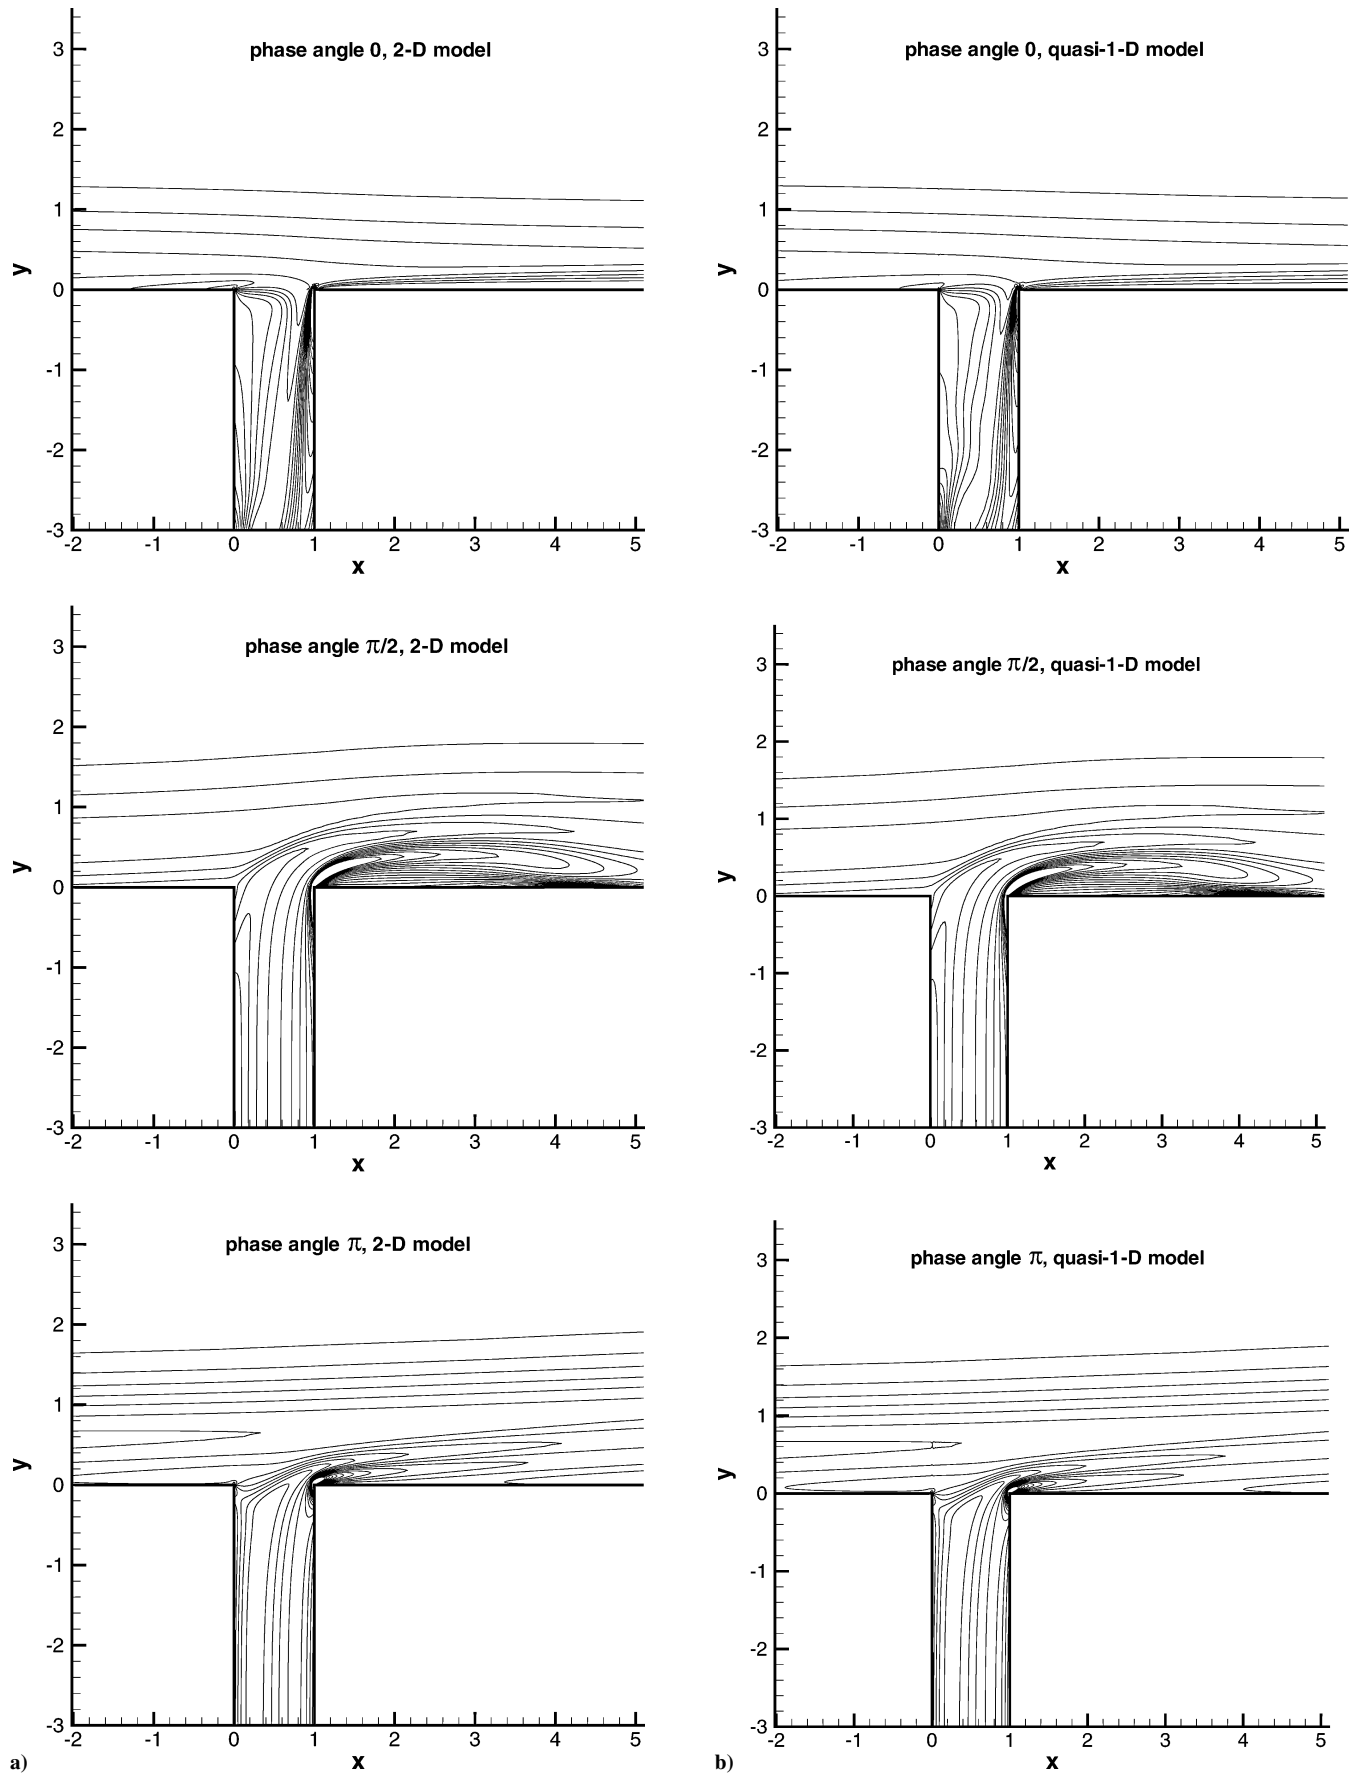 phase angle 0, 2-D model
3
2
1
0
-1
-2
-3
y
-2 -1 0 1 2 3 4 5
x
phase angle 0, quasi-1-D model
3
2
1
0
-1
-2
-3
y
-2 -1 0 1 2 3 4 5
x
phase angle π/2, 2-D model
3
2
1
0
-1
-2
-3
y
-2 -1 0 1 2 3 4 5
x
phase angle π/2, quasi-1-D model
3
2
1
0
-1
-2
-3
y
-2 -1 0 1 2 3 4 5
x
phase angle π, 2-D model
3
2
1
0
-1
-2
-3
y
-2 -1 0 1 2 3 4 5
x
a)
phase angle π, quasi-1-D model
3
2
1
0
-1
-2
-3
y
-2 -1 0 1 2 3 4 5
x
b)